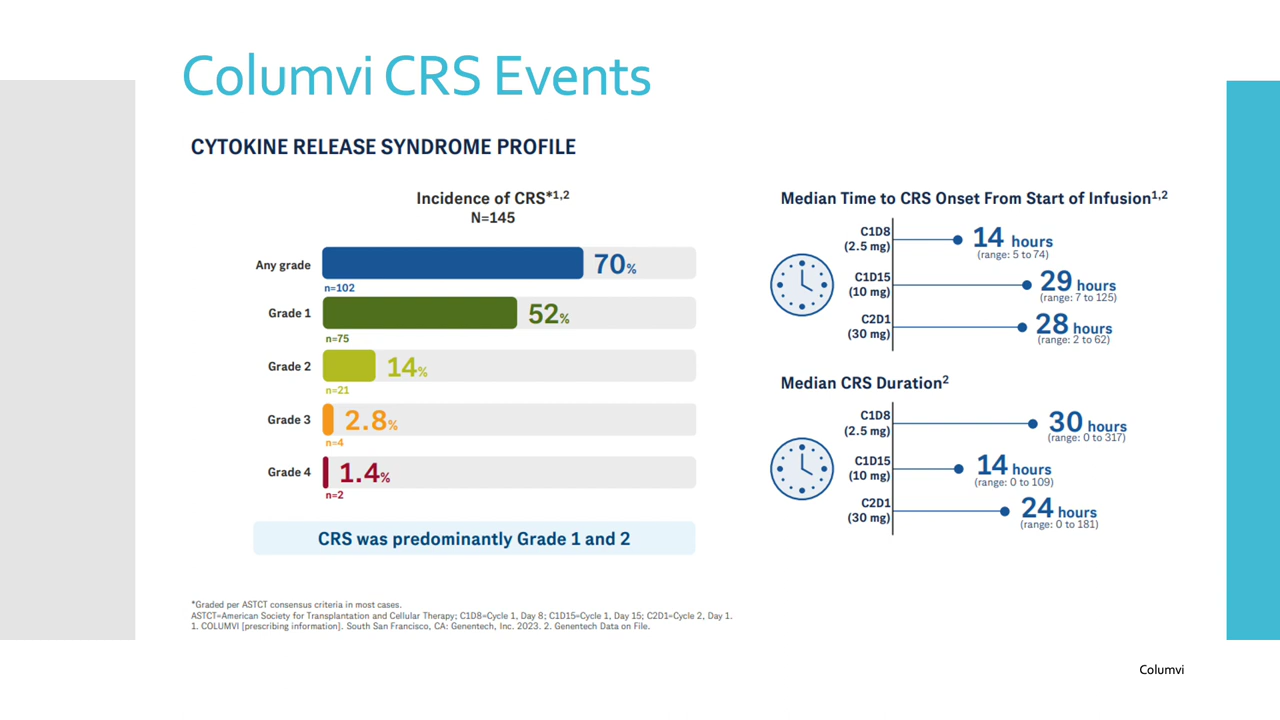 Columvi CRS Events
CYTOKINE RELEASE SYNDROME PROFILE
Incidence of CRS*1,2
N=145
Any grade
70%
n=102
Grade 1
52%
n=75
Grade 2
14%
n=21
Grade 3
2.8%
n=4
Grade 4
1.4%
n=2
CRS was predominantly Grade 1 and 2
Median Time to CRS Onset From Start of Infusion1,2
C1D8
(2.5 mg)
14 hours
(range: 5 to 74)
C1D15
(10 mg)
29 hours
(range: 7 to 125)
C2D1
(30 mg)
28 hours
(range: 2 to 62)
Median CRS Duration2
C1D8
(2.5 mg)
30 hours
(range: 0 to 317)
C1D15
(10 mg)
14 hours
(range: 0 to 109)
C2D1
(30 mg)
24 hours
(range: 0 to 181)
*Graded per ASTCT consensus criteria in most cases.
ASTCT=American Society for Transplantation and Cellular Therapy; C1D8=Cycle 1, Day 8; C1D15=Cycle 1, Day 15; C2D1=Cycle 2, Day 1.
1. COLUMVI [prescribing information]. South San Francisco, CA: Genentech, Inc. 2023. 2. Genentech Data on File.
Columvi